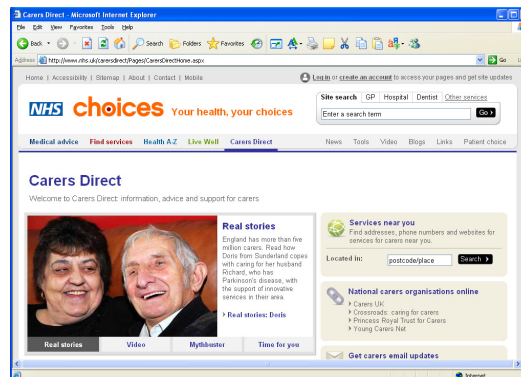 Carers Direct - Microsoft Internet Explorer
File Edit View Favorites Tools Help
Back Search Folders Favorites
Address http://www.nhs.uk/carersdirect/Pages/CarersDirectHome.aspx Go
Home | Accessibility | Sitemap | About | Contact | Mobile
Log in or create an account to access your pages and get site updates
NHS choices Your health, your choices
Site search GP Hospital Dentist Other services
Enter a search term Go
Medical advice Find services Health A-Z Live Well Carers Direct News Tools Video Blogs Links Patient choice
Carers Direct
Welcome to Carers Direct: information, advice and support for carers
Real stories
England has more than five
million carers. Read how
Doris from Sunderland copes
with caring for her husband
Richard, who has
Parkinson's disease, with
the support of innovative
services in their area.
Real stories: Doris
Real stories Video Mythbuster Time for you
Services near you
Find addresses, phone numbers and websites for
services for carers near you.
Located in: postcode/place Search
National carers organisations online
Carers UK
Crossroads: caring for carers
Princess Royal Trust for Carers
Young Carers Net
Get carers email updates
Internet